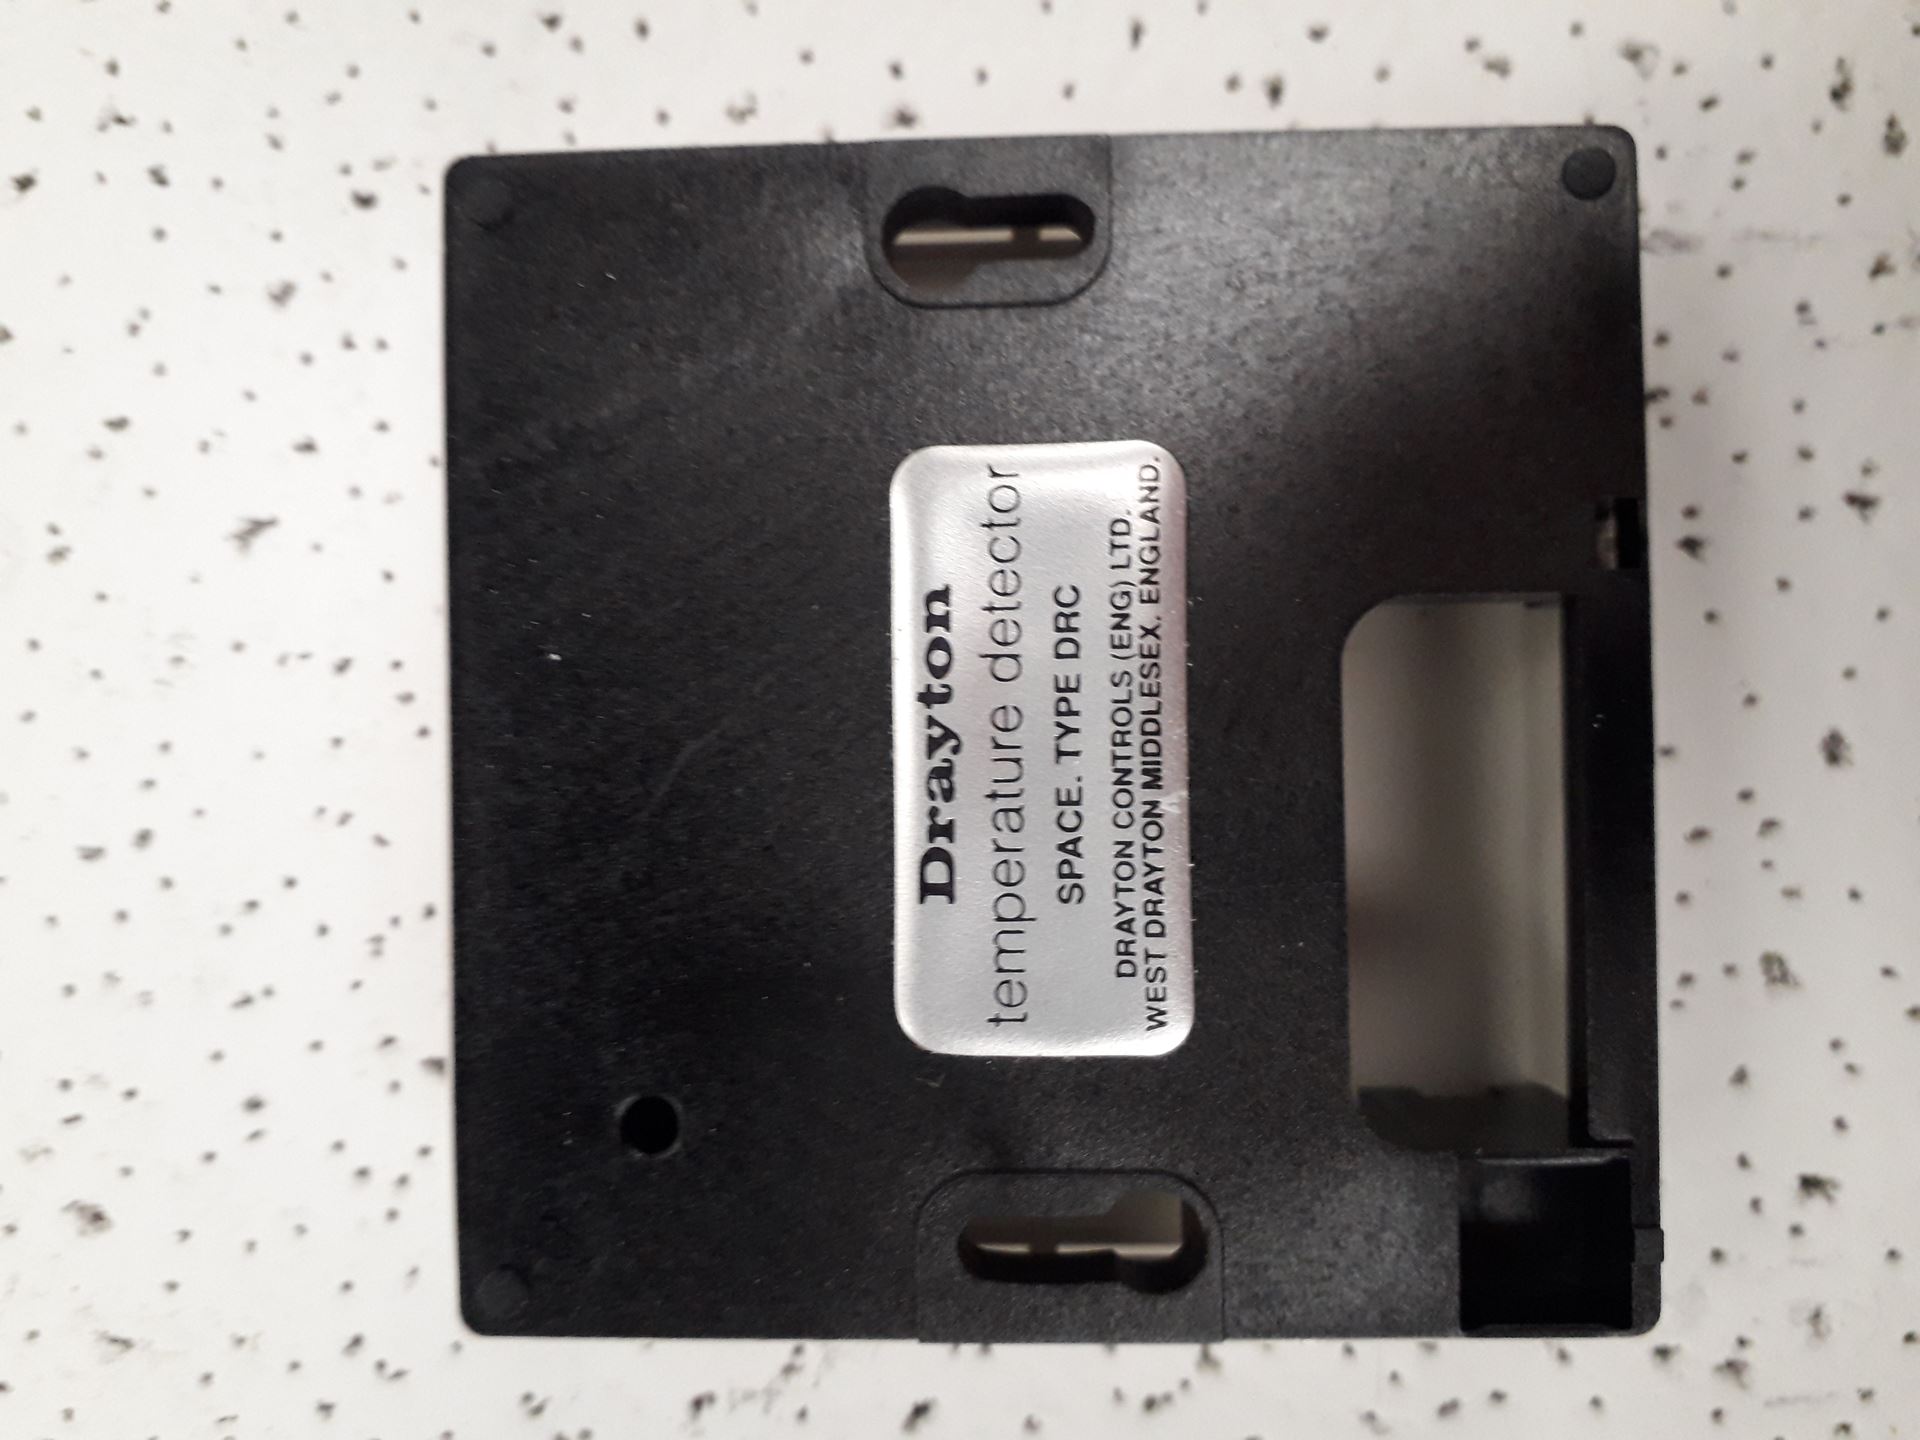 Drayton
temperature detector
SPACE. TYPE DRC
DRAYTON CONTROLS (ENG) LTD.
WEST DRAYTON MIDDLESEX. ENGLAND.